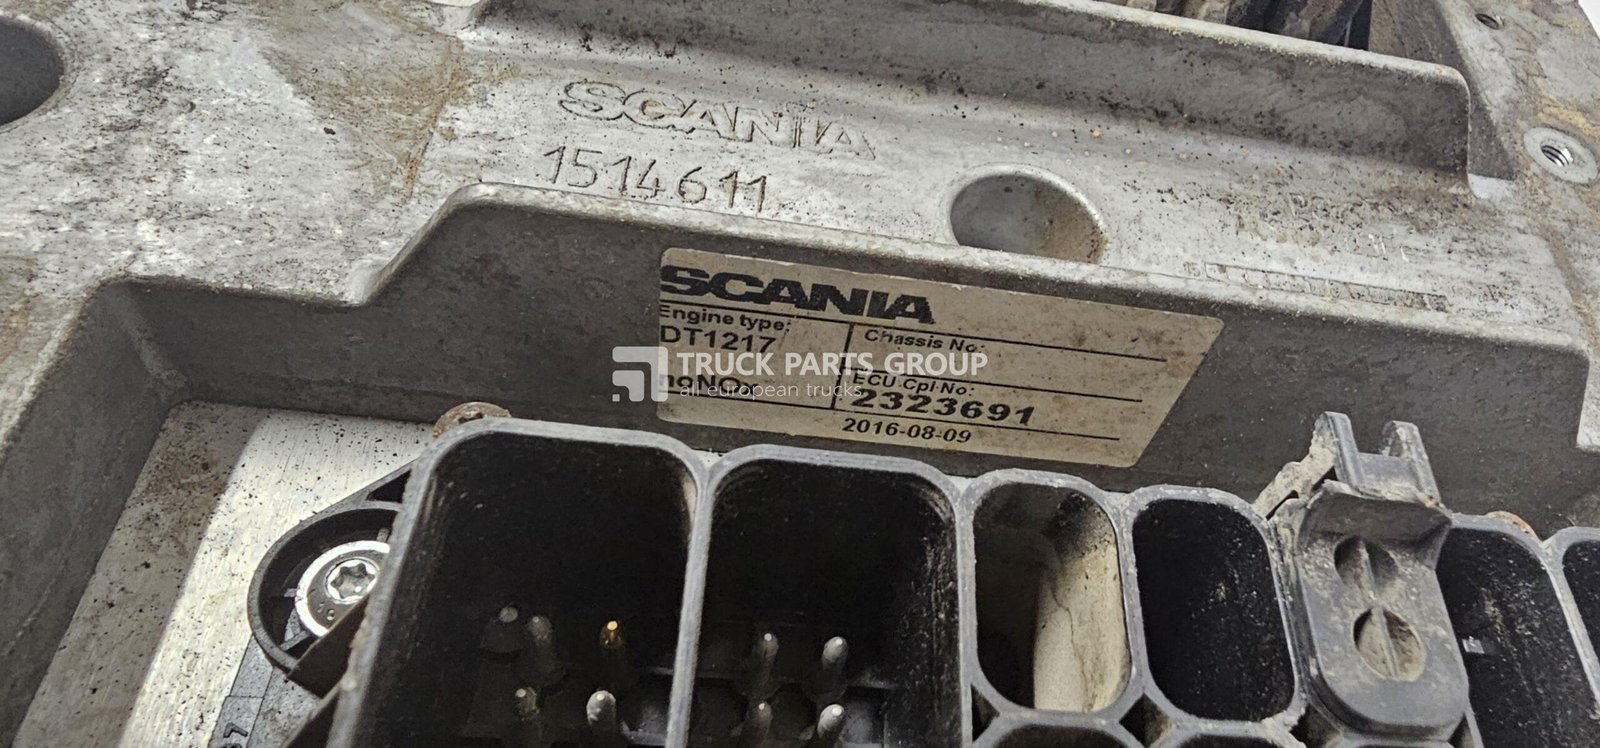 SCANIA
1514611
SCANIA
Engine type:
DT1217
Chassis No:
TRUCK PARTS GROUP
all european trucks
noNOx
ECU Cpl No:
2323691
2016-08-09